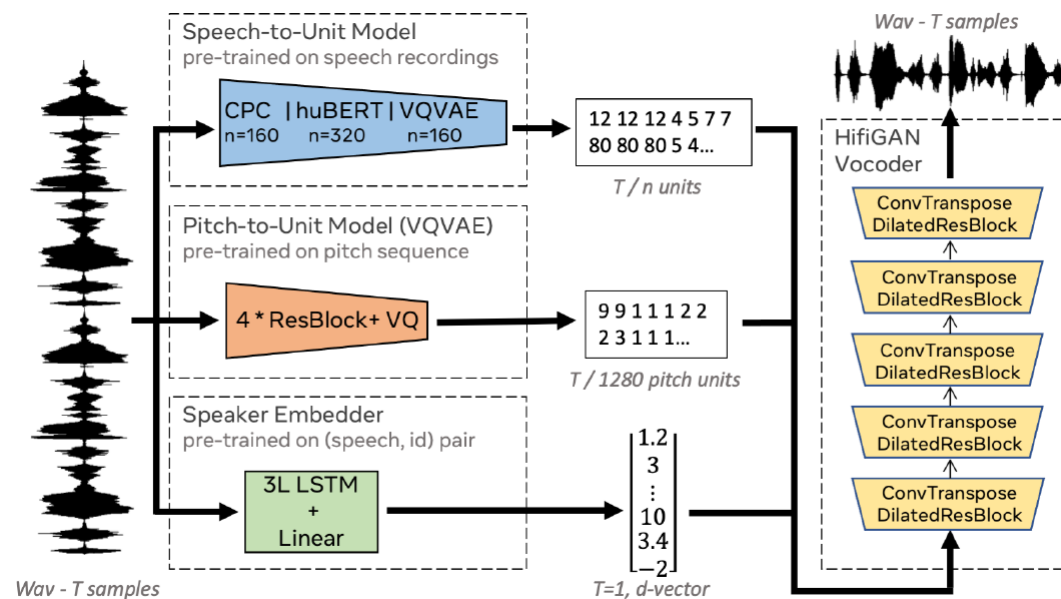 Speech-to-Unit Model
pre-trained on speech recordings
CPC | huBERT | VQVAE
n=160 n=320 n=160
12 12 12 4 5 7 7
80 80 80 5 4...
T / n units
Pitch-to-Unit Model (VQVAE)
pre-trained on pitch sequence
4 * ResBlock+ VQ
9 9 1 1 1 2 2
2 3 1 1 1...
T / 1280 pitch units
Speaker Embedder
pre-trained on (speech, id) pair
3L LSTM
+
Linear
1.2
3
⋮
10
3.4
−2
T=1, d-vector
Wav - T samples
Wav - T samples
HifiGAN
Vocoder
ConvTranspose
DilatedResBlock
ConvTranspose
DilatedResBlock
ConvTranspose
DilatedResBlock
ConvTranspose
DilatedResBlock
ConvTranspose
DilatedResBlock